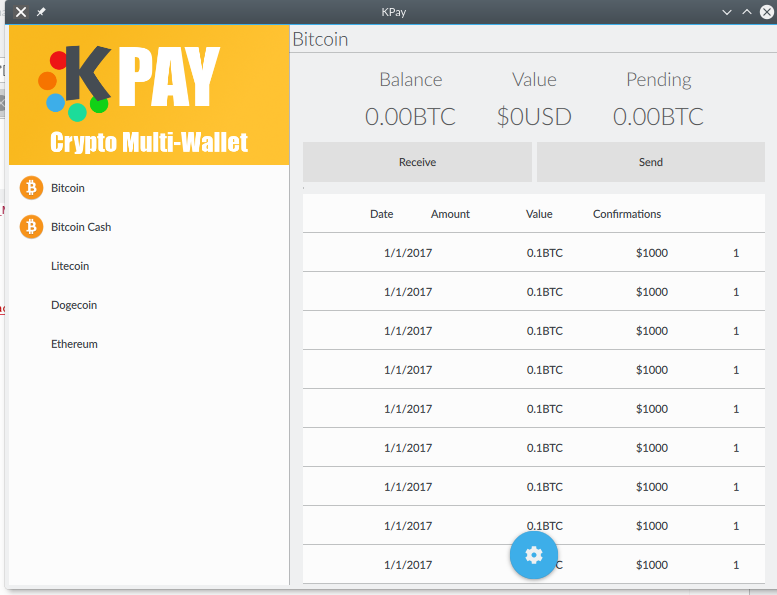 KPay
KPAY
Crypto Multi-Wallet
Bitcoin
Bitcoin Cash
Litecoin
Dogecoin
Ethereum
Bitcoin
Balance Value Pending
0.00BTC $0USD 0.00BTC
Receive Send
Date Amount Value Confirmations
1/1/2017 0.1BTC $1000 1
1/1/2017 0.1BTC $1000 1
1/1/2017 0.1BTC $1000 1
1/1/2017 0.1BTC $1000 1
1/1/2017 0.1BTC $1000 1
1/1/2017 0.1BTC $1000 1
1/1/2017 0.1BTC $1000 1
1/1/2017 0.1BTC $1000 1
1/1/2017 $1000 1